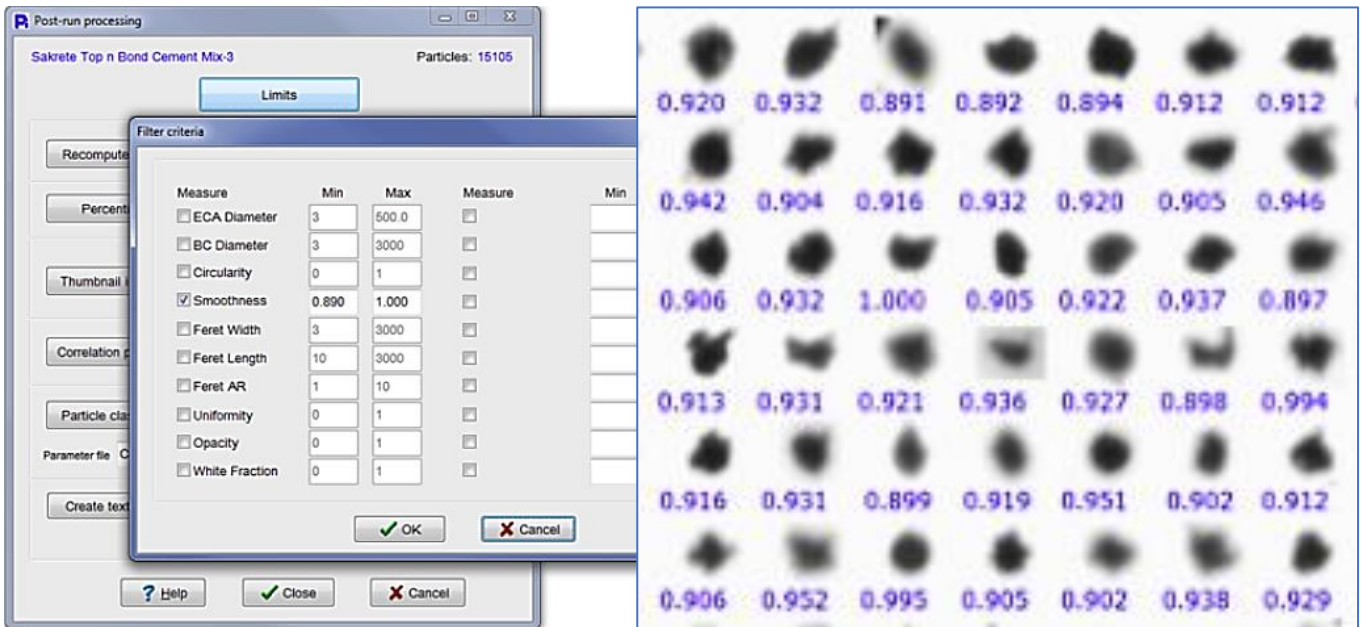 Post-run processing
Sakrete Top n Bond Cement Mix-3 Particles: 15105
Limits
Filter criteria
Recompute
Percenti
Thumbnail i
Correlation p
Particle clas
Parameter file C
Create text
Measure Min Max Measure Min
ECA Diameter 3 500.0
BC Diameter 3 3000
Circularity 0 1
Smoothness 0.890 1.000
Feret Width 3 3000
Feret Length 10 3000
Feret AR 1 10
Uniformity 0 1
Opacity 0 1
White Fraction 0 1
OK Cancel
Help Close Cancel
0.920 0.932 0.891 0.892 0.894 0.912 0.912
0.942 0.904 0.916 0.932 0.920 0.905 0.946
0.906 0.932 1.000 0.905 0.922 0.937 0.897
0.913 0.931 0.921 0.936 0.927 0.898 0.994
0.916 0.931 0.899 0.919 0.951 0.902 0.912
0.906 0.952 0.995 0.905 0.902 0.938 0.929